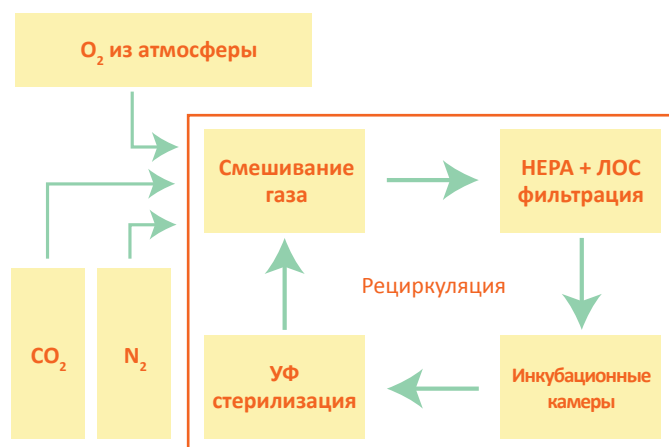 O₂ из атмосферы
Смешивание
газа
HEPA + ЛОС
фильтрация
Рециркуляция
CO₂
N₂
УФ
стерилизация
Инкубационные
камеры